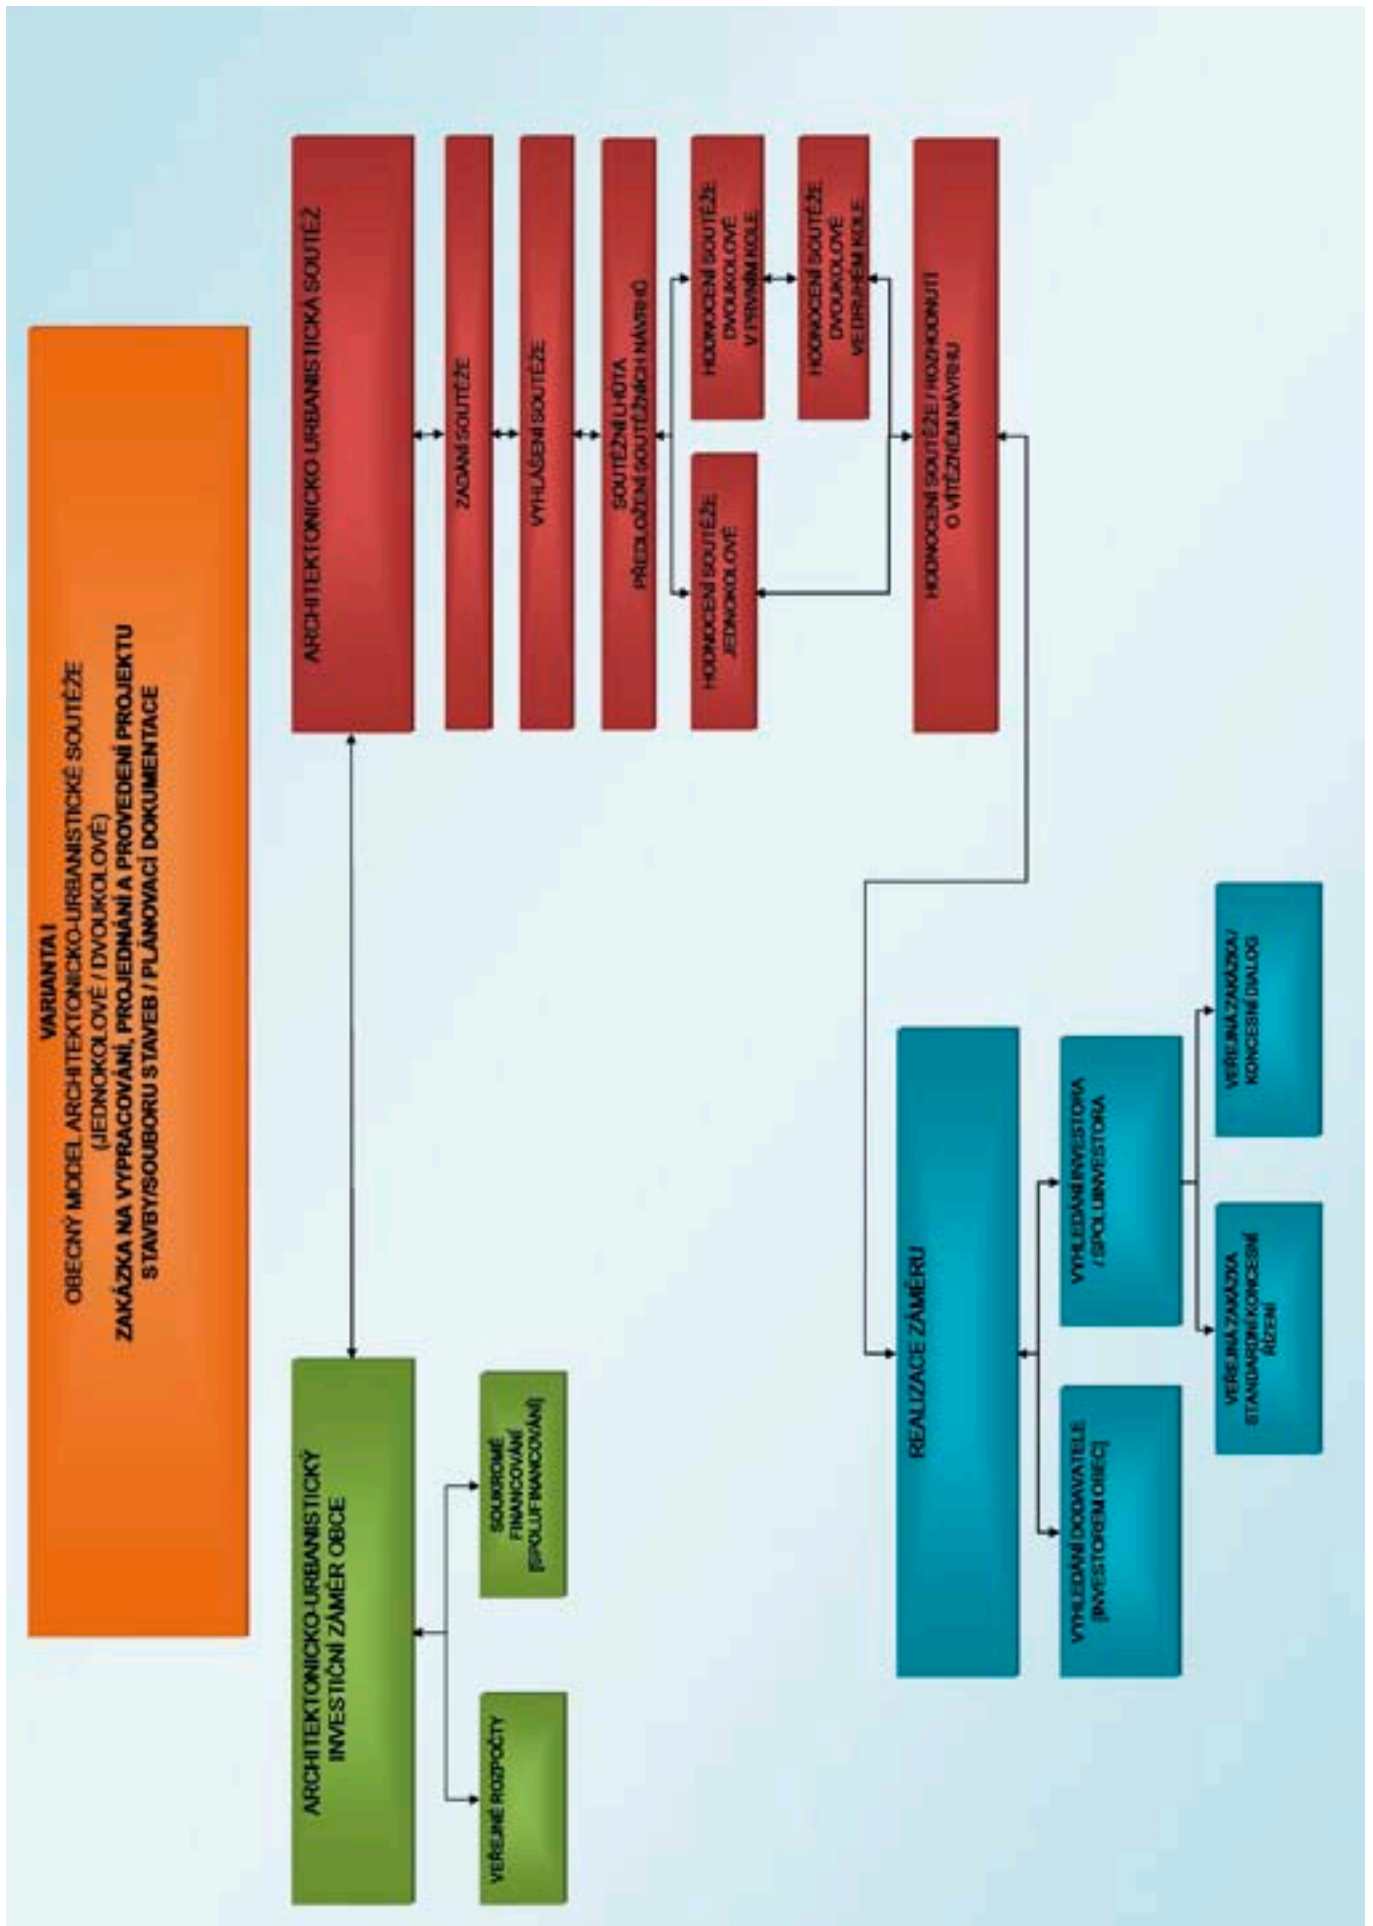 VARIANTA I
OBECNÝ MODEL ARCHITEKTONICKO-URBANISTICKÉ SOUTĚŽE
(JEDNOKOLOVÉ / DVOUKOLOVÉ)
ZAKÁZKA NA VYPRACOVÁNÍ, PROJEDNÁNÍ A PROVEDENÍ PROJEKTU
STAVBY/SOUBORU STAVEB / PLÁNOVACÍ DOKUMENTACE
ARCHITEKTONICKO-URBANISTICKÝ
INVESTIČNÍ ZÁMĚR OBCE
VEŘEJNÉ ROZPOČTY
SOUKROMÉ
FINANCOVÁNÍ
[SPOLUFINANCOVÁNÍ]
ARCHITEKTONICKO-URBANISTICKÁ SOUTĚŽ
ZADÁNÍ SOUTĚŽE
VYHLÁŠENÍ SOUTĚŽE
SOUTĚŽNÍ LHŮTA
PŘEDLOŽENÍ SOUTĚŽNÍCH NÁVRHŮ
HODNOCENÍ SOUTĚŽE
JEDNOKOLOVÉ
HODNOCENÍ SOUTĚŽE
DVOUKOLOVÉ
V PRVNÍM KOLE
HODNOCENÍ SOUTĚŽE
DVOUKOLOVÉ
VE DRUHÉM KOLE
HODNOCENÍ SOUTĚŽE / ROZHODNUTÍ
O VÍTĚZNÉM NÁVRHU
REALIZACE ZÁMĚRU
VYHLEDÁNÍ DODAVATELE
[INVESTOREM OBEC]
VYHLEDÁNÍ INVESTORA
/ SPOLUINVESTORA
VEŘEJNÁ ZAKÁZKA
STANDARDNÍ KONCESNÍ
ŘÍZENÍ
VEŘEJNÁ ZAKÁZKA/
KONCESNÍ DIALOG